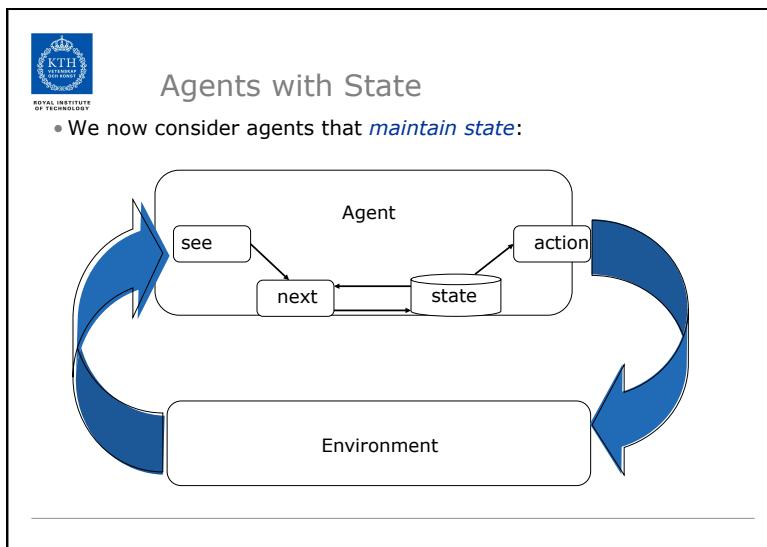 KTH
VETENSKAP
OCH KONST
ROYAL INSTITUTE
OF TECHNOLOGY
Agents with State
• We now consider agents that maintain state:
Agent
see
action
next
state
Environment